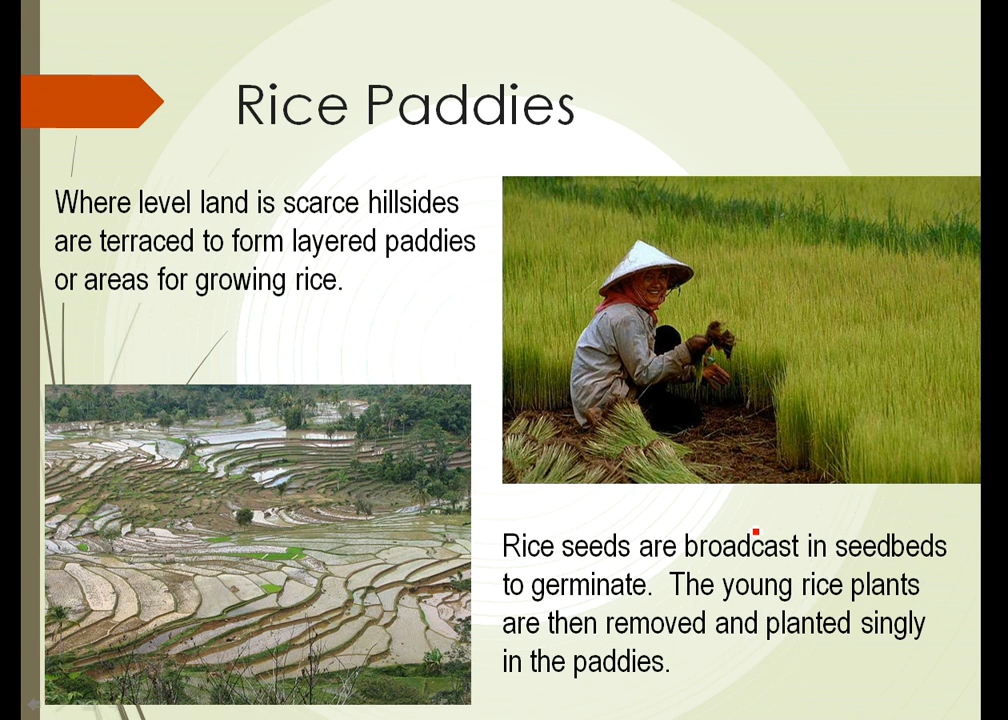 Rice Paddies
Where level land is scarce hillsides
are terraced to form layered paddies
or areas for growing rice.
Rice seeds are broadcast in seedbeds
to germinate.  The young rice plants
are then removed and planted singly
in the paddies.